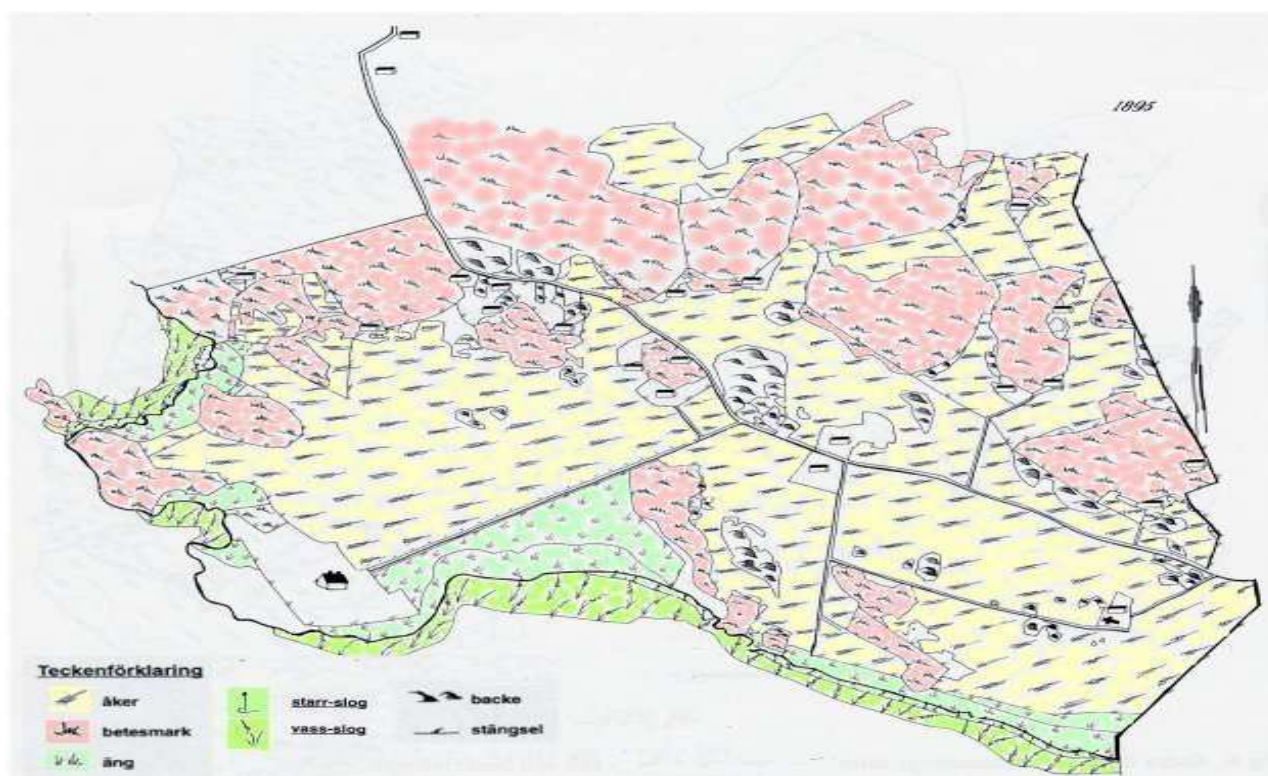 1895
Teckenförklaring
åker
betesmark
äng
starr-slog
vass-slog
backe
stängsel